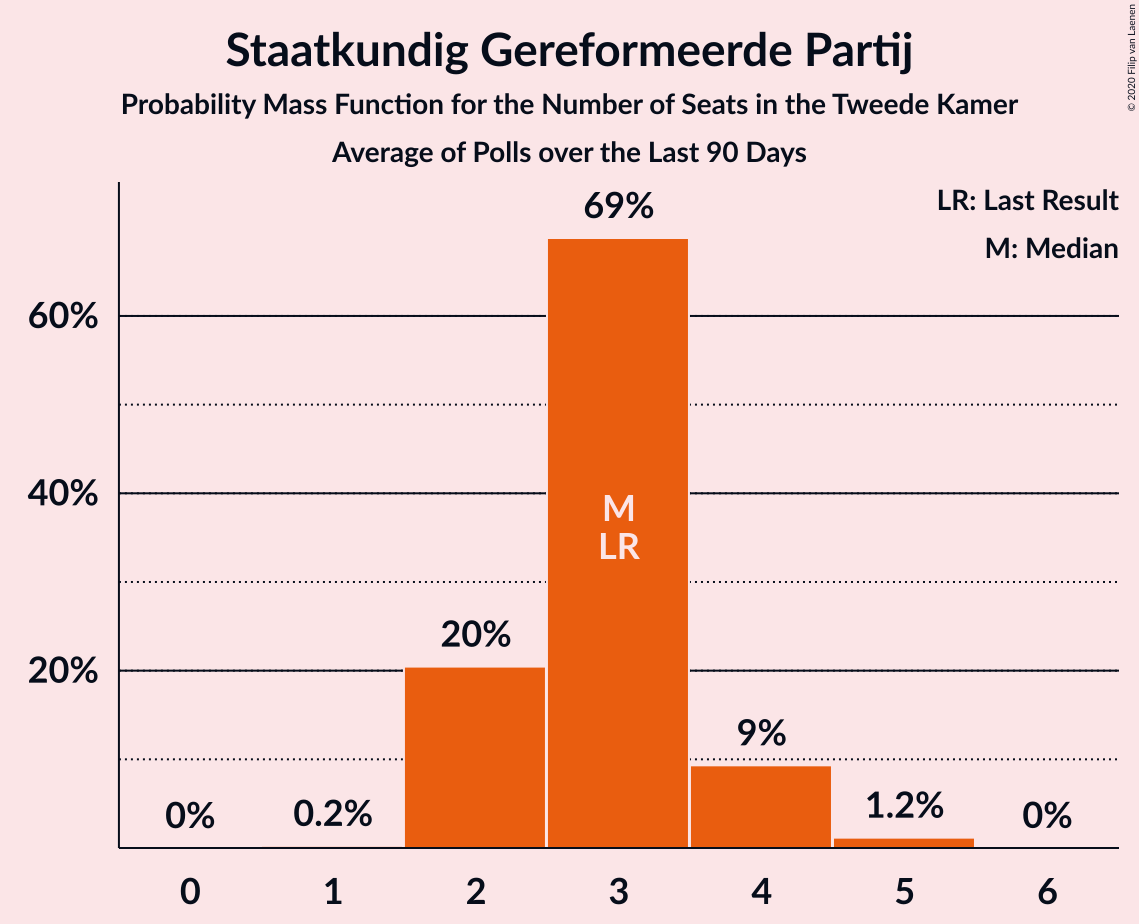 Staatkundig Gereformeerde Partij
Probability Mass Function for the Number of Seats in the Tweede Kamer
Average of Polls over the Last 90 Days
© 2020 Filip van Laenen
LR: Last Result
M: Median
69%
60%
40%
M
LR
20%
20%
9%
0%
0.2%
1.2%
0%
0 1 2 3 4 5 6